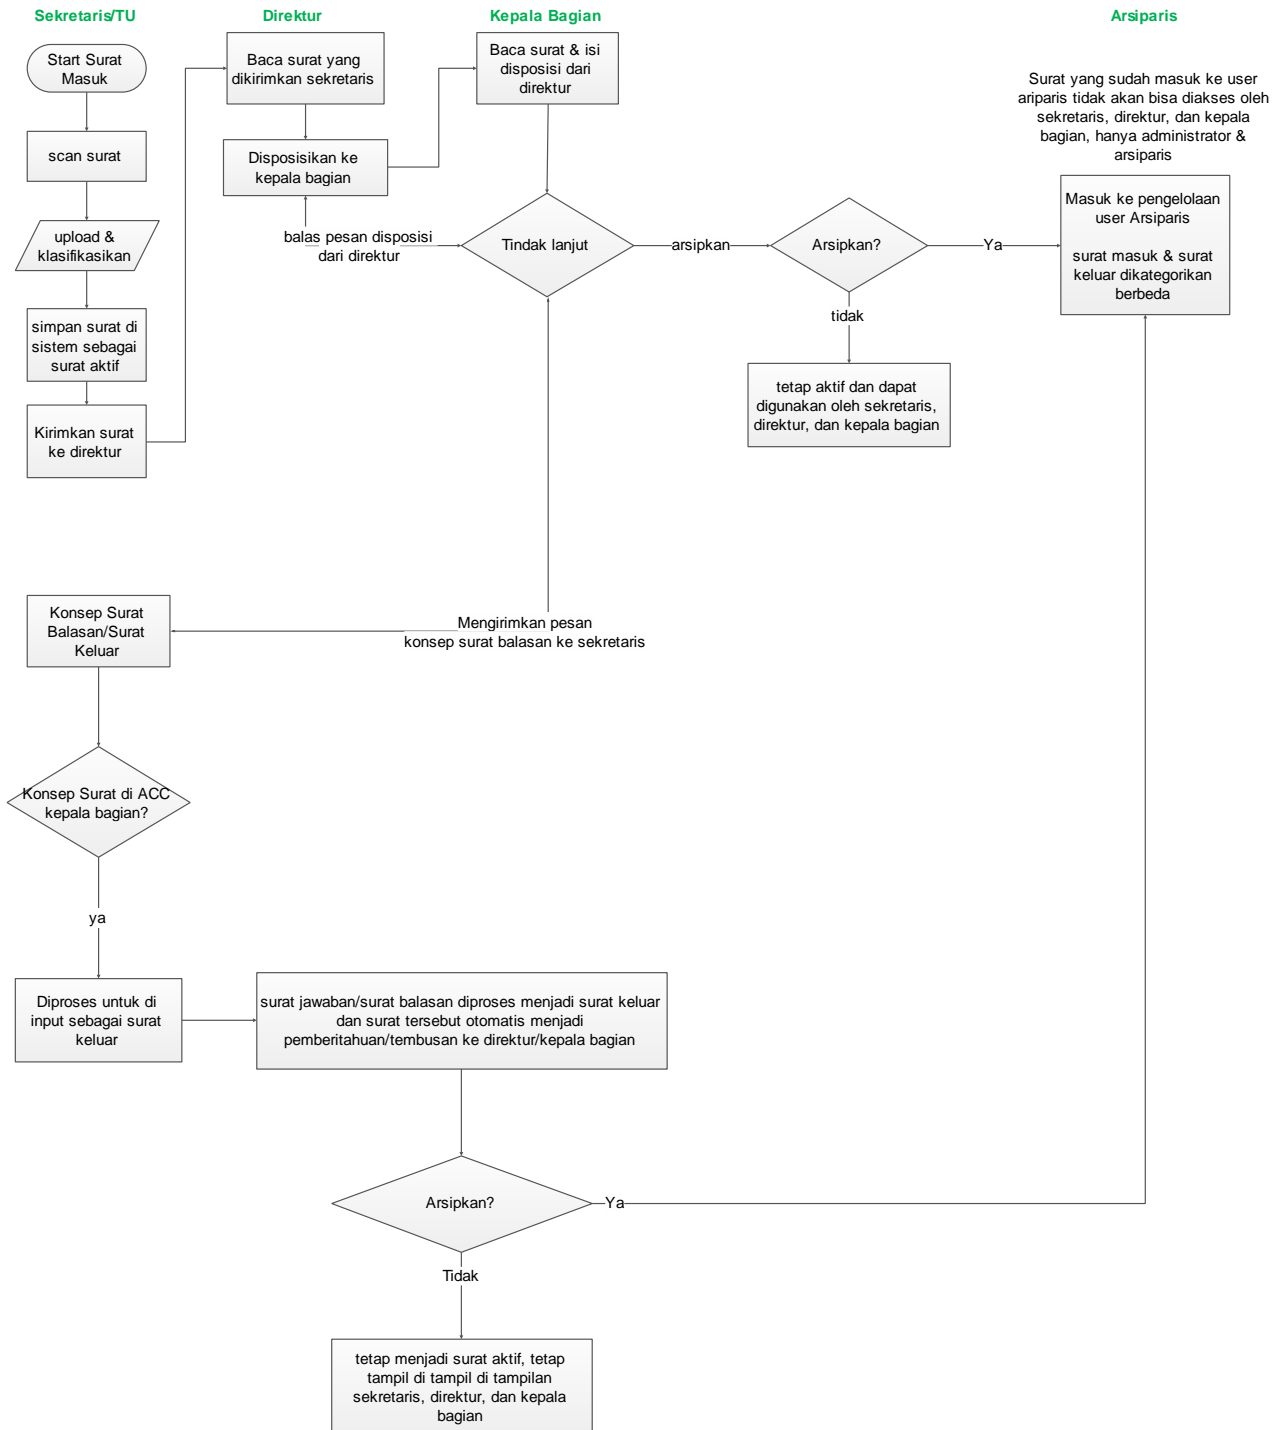 Sekretaris/TU
Direktur
Kepala Bagian
Arsiparis
Start Surat
Masuk
scan surat
upload &
klasifikasikan
simpan surat di
sistem sebagai
surat aktif
Kirimkan surat
ke direktur
Baca surat yang
dikirimkan sekretaris
Disposisikan ke
kepala bagian
balas pesan disposisi
dari direktur
Baca surat & isi
disposisi dari
direktur
Tindak lanjut
arsipkan
Arsipkan?
Ya
tidak
tetap aktif dan dapat
digunakan oleh sekretaris,
direktur, dan kepala bagian
Surat yang sudah masuk ke user
ariparis tidak akan bisa diakses oleh
sekretaris, direktur, dan kepala
bagian, hanya administrator &
arsiparis
Masuk ke pengelolaan
user Arsiparis
surat masuk & surat
keluar dikategorikan
berbeda
Mengirimkan pesan
konsep surat balasan ke sekretaris
Konsep Surat
Balasan/Surat
Keluar
Konsep Surat di ACC
kepala bagian?
ya
Diproses untuk di
input sebagai surat
keluar
surat jawaban/surat balasan diproses menjadi surat keluar
dan surat tersebut otomatis menjadi
pemberitahuan/tembusan ke direktur/kepala bagian
Arsipkan?
Ya
Tidak
tetap menjadi surat aktif, tetap
tampil di tampil di tampilan
sekretaris, direktur, dan kepala
bagian